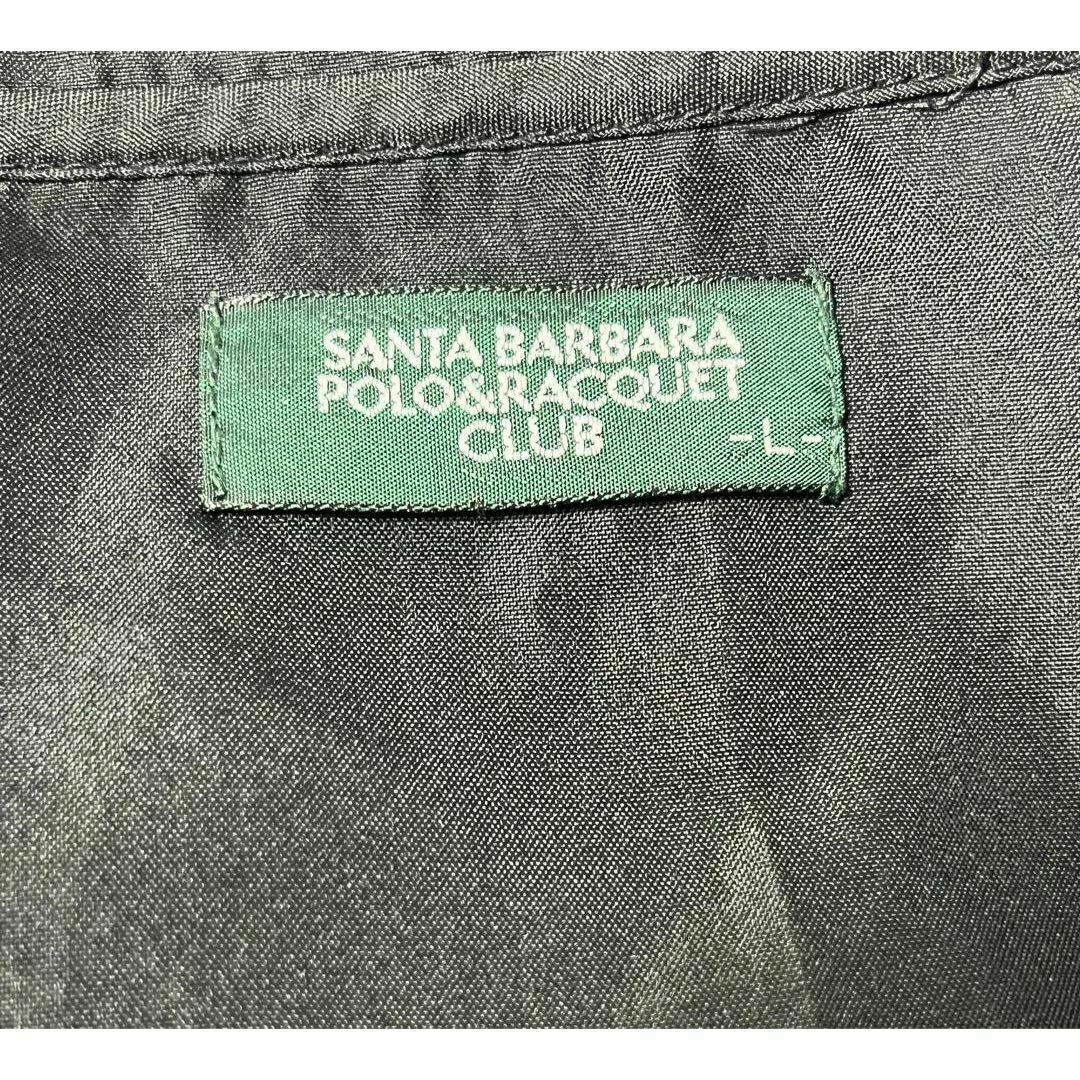 SANTA BARBARA
POLO&RACQUET
CLUB
-L-